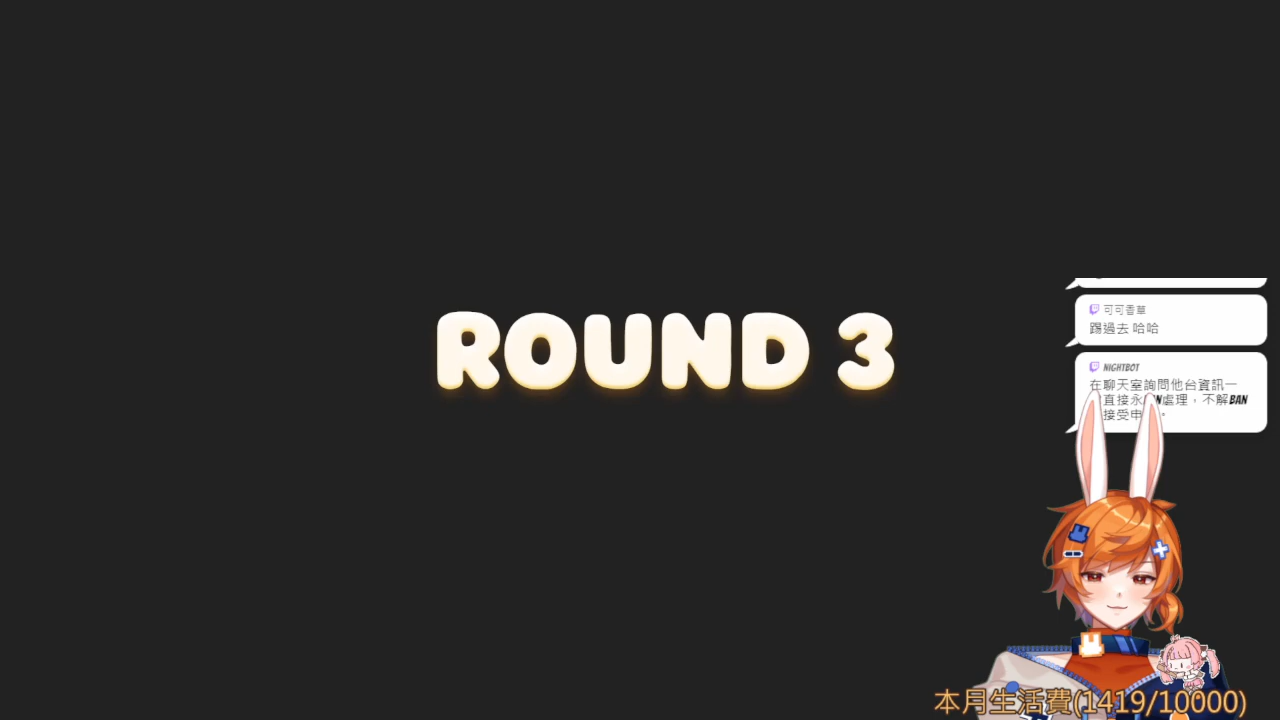 ROUND 3
可可香草
踢過去 哈哈
NIGHTBOT
在聊天室詢問他台資訊一
直接永 N處理，不解BAN
接受申 。
本月生活費(1419/10000)